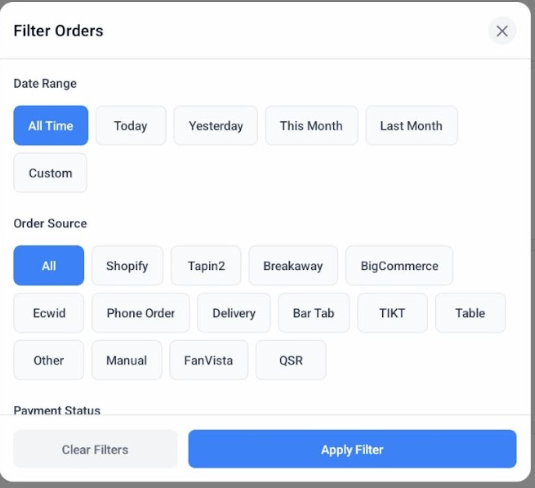 Filter Orders
Date Range
All Time Today Yesterday This Month Last Month
Custom
Order Source
All Shopify Tapin2 Breakaway BigCommerce
Ecwid Phone Order Delivery Bar Tab TIKT Table
Other Manual FanVista QSR
Payment Status
Clear Filters Apply Filter